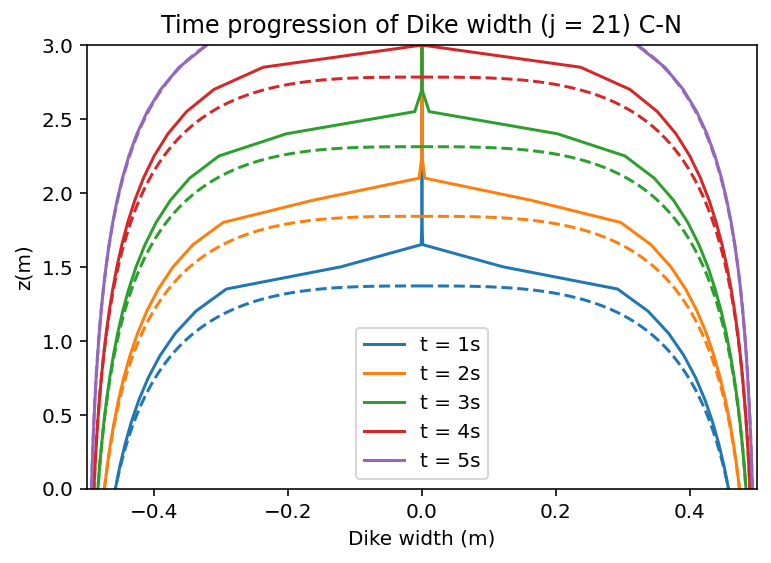 Time progression of Dike width (j = 21) C-N
3.0
2.5
2.0
1.5
1.0
0.5
0.0
z(m)
t = 1s
t = 2s
t = 3s
t = 4s
t = 5s
−0.4 −0.2 0.0 0.2 0.4
Dike width (m)